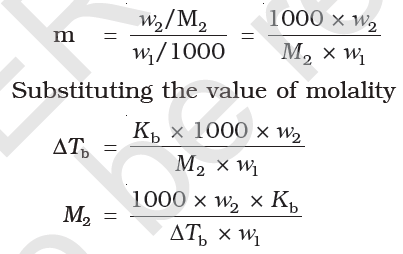 m = w₂/M₂ / w₁/1000 = 1000 × w₂ / M₂ × w₁
Substituting the value of molality
ΔT_b = K_b × 1000 × w₂ / M₂ × w₁
M₂ = 1000 × w₂ × K_b / ΔT_b × w₁